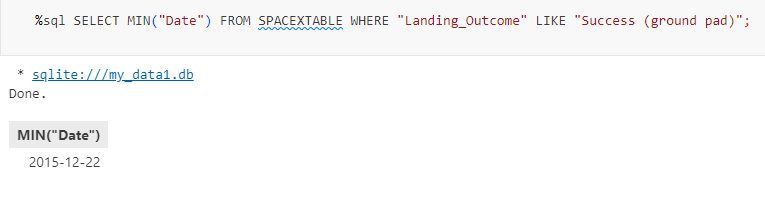 %sql SELECT MIN("Date") FROM SPACEXTABLE WHERE "Landing_Outcome" LIKE "Success (ground pad)";
* sqlite:///my_data1.db
Done.
MIN("Date")
2015-12-22